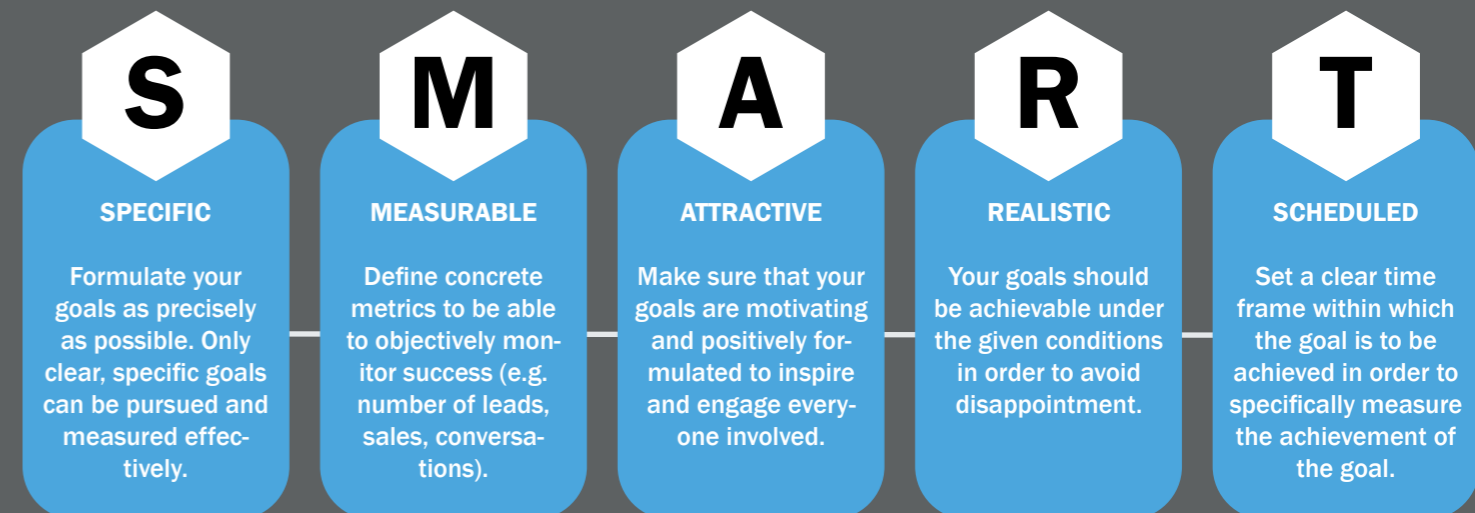 S
SPECIFIC
Formulate your
goals as precisely
as possible. Only
clear, specific goals
can be pursued and
measured effec-
tively.
M
MEASURABLE
Define concrete
metrics to be able
to objectively mon-
itor success (e.g.
number of leads,
sales, conversa-
tions).
A
ATTRACTIVE
Make sure that your
goals are motivating
and positively for-
mulated to inspire
and engage every-
one involved.
R
REALISTIC
Your goals should
be achievable under
the given conditions
in order to avoid
disappointment.
T
SCHEDULED
Set a clear time
frame within which
the goal is to be
achieved in order to
specifically measure
the achievement of
the goal.